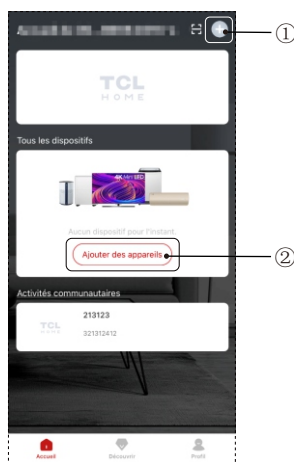 ①
TCL
HOME
Tous les dispositifs
4K Mini LED
Aucun dispositif pour l'instant.
Ajouter des appareils
②
Activités communautaires
213123
TCL
321312412
Accueil
Découvrir
Profil